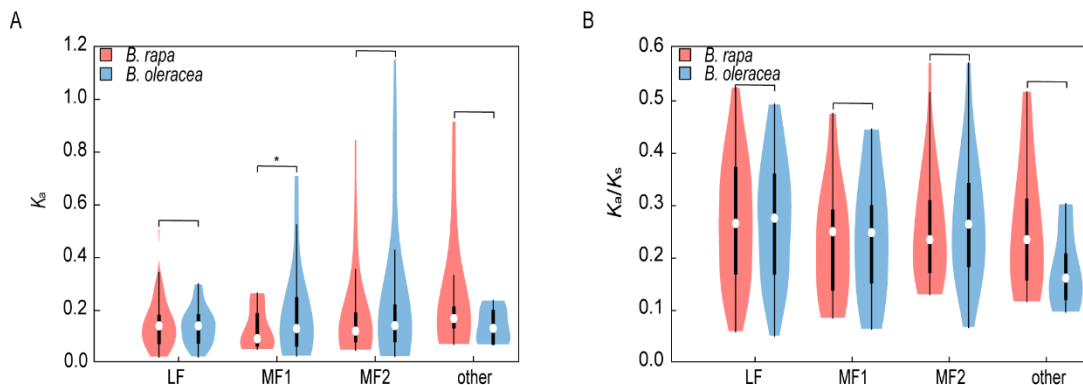 A
B
1.2
1.0
0.8
0.6
0.4
0.2
0.0
Ka
B. rapa
B. oleracea
*
LF
MF1
MF2
other
0.6
0.5
0.4
0.3
0.2
0.1
0.0
Ka/Ks
B. rapa
B. oleracea
LF
MF1
MF2
other